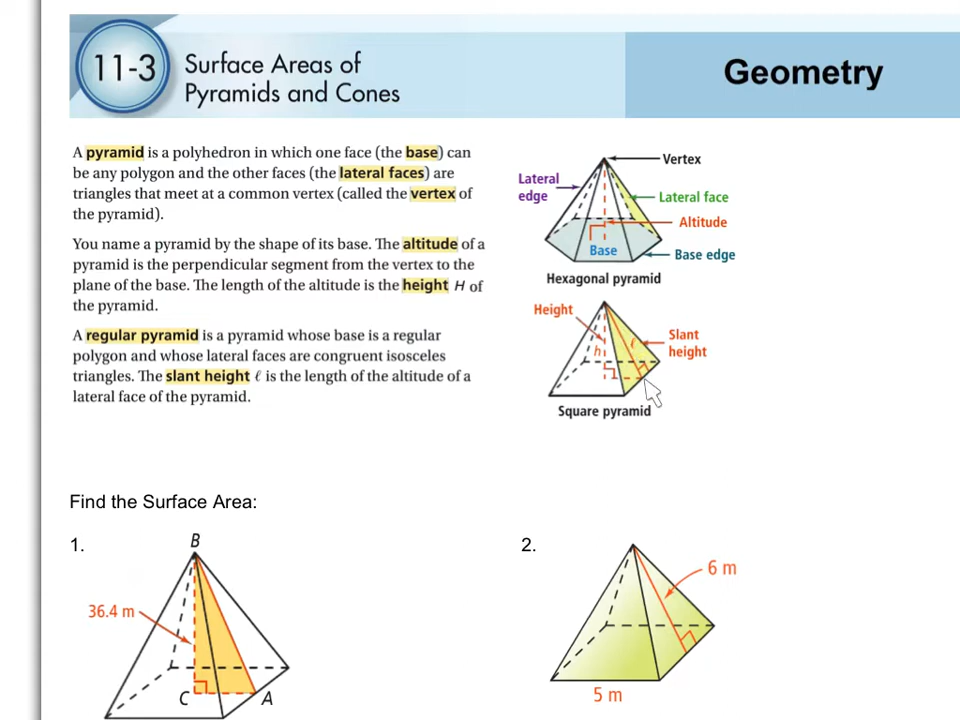 11-3
Surface Areas of
Pyramids and Cones
Geometry
A pyramid is a polyhedron in which one face (the base) can
be any polygon and the other faces (the lateral faces) are
triangles that meet at a common vertex (called the vertex of
the pyramid).
You name a pyramid by the shape of its base. The altitude of a
pyramid is the perpendicular segment from the vertex to the
plane of the base. The length of the altitude is the height H of
the pyramid.
A regular pyramid is a pyramid whose base is a regular
polygon and whose lateral faces are congruent isosceles
triangles. The slant height ℓ is the length of the altitude of a
lateral face of the pyramid.
Vertex
Lateral
edge
Lateral face
Altitude
Base
Base edge
Hexagonal pyramid
Height
Slant
height
h
ℓ
Square pyramid
Find the Surface Area:
1.
B
36.4 m
C
A
2.
6 m
5 m